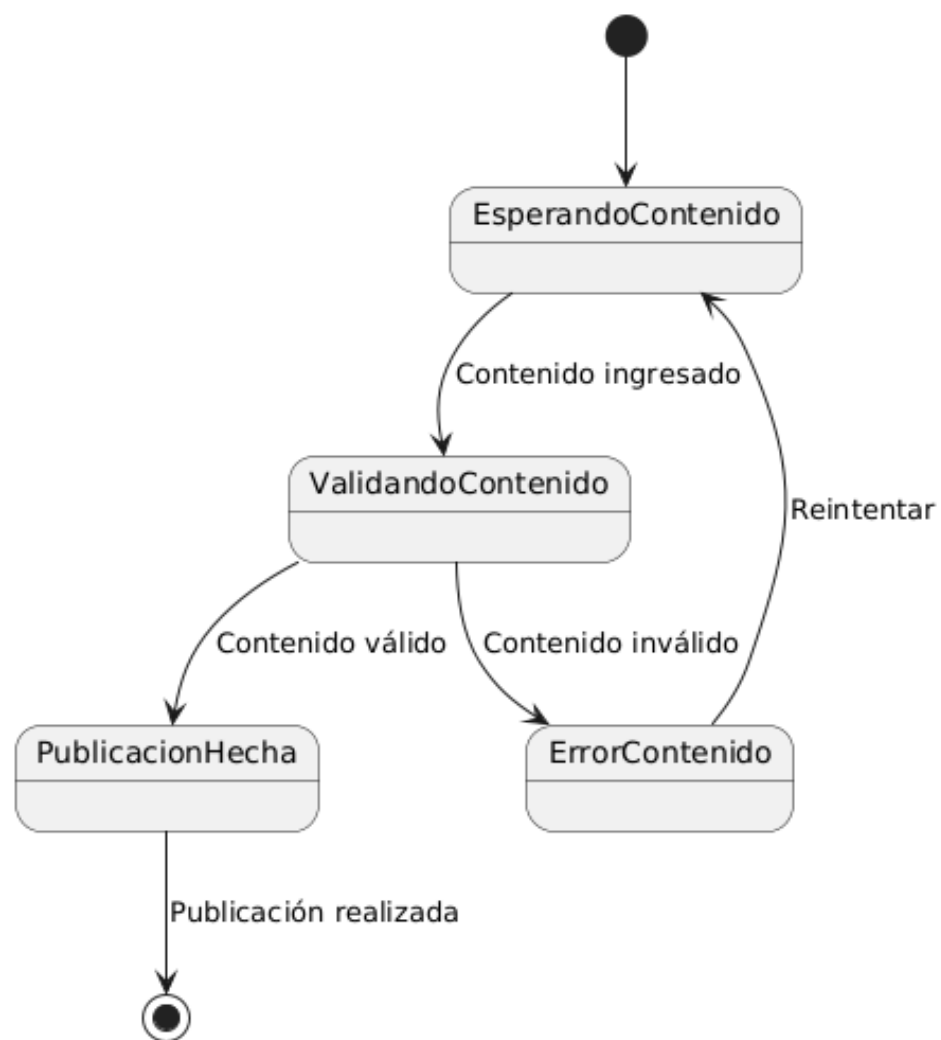 EsperandoContenido
Contenido ingresado
ValidandoContenido
Reintentar
Contenido válido
Contenido inválido
PublicacionHecha
ErrorContenido
Publicación realizada